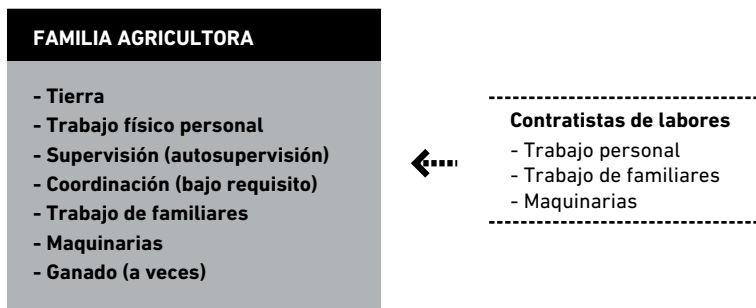 FAMILIA AGRICULTORA
- Tierra
- Trabajo físico personal
- Supervisión (autosupervisión)
- Coordinación (bajo requisito)
- Trabajo de familiares
- Maquinarias
- Ganado (a veces)
Contratistas de labores
- Trabajo personal
- Trabajo de familiares
- Maquinarias